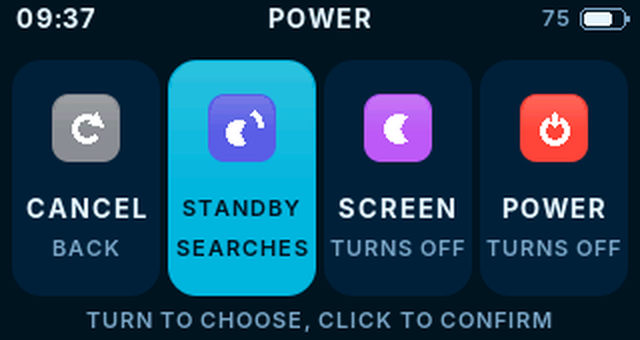 09:37 POWER 75
CANCEL STANDBY SCREEN POWER
BACK SEARCHES TURNS OFF TURNS OFF
TURN TO CHOOSE, CLICK TO CONFIRM